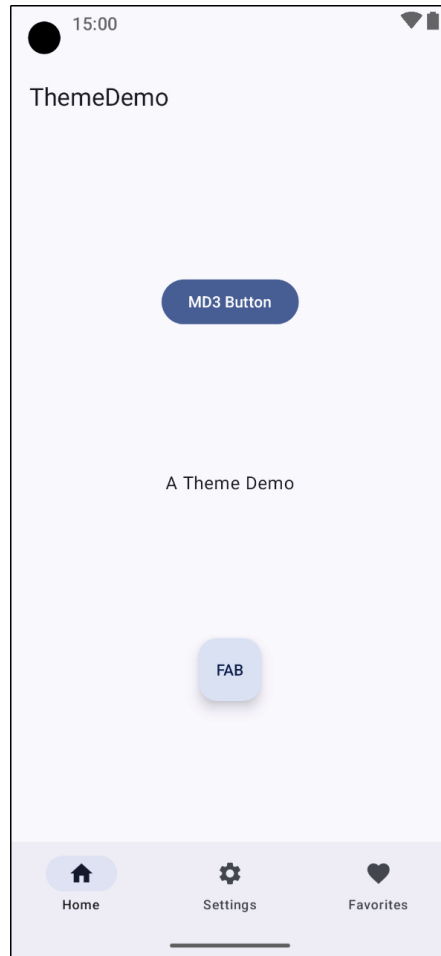 15:00
ThemeDemo
MD3 Button
A Theme Demo
FAB
Home Settings Favorites